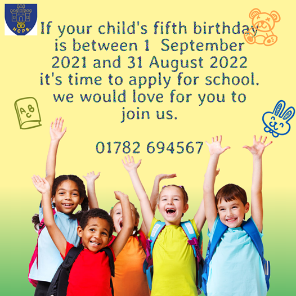 If your child's fifth birthday
is between 1 September
2021 and 31 August 2022
it's time to apply for school.
we would love for you to
join us.
01782 694567
A B
C